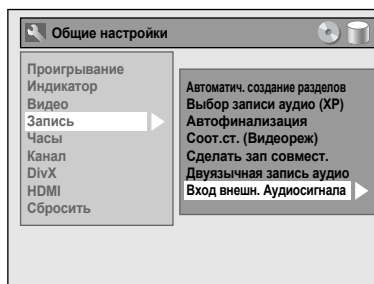 Общие настройки
Проигрывание
Индикатор
Видео
Запись
Часы
Канал
DivX
HDMI
Сбросить
Автоматич. создание разделов
Выбор записи аудио (XP)
Автофинализация
Соот.ст. (Видеореж)
Сделать зап совмест.
Двуязычная запись аудио
Вход внешн. Аудиосигнала